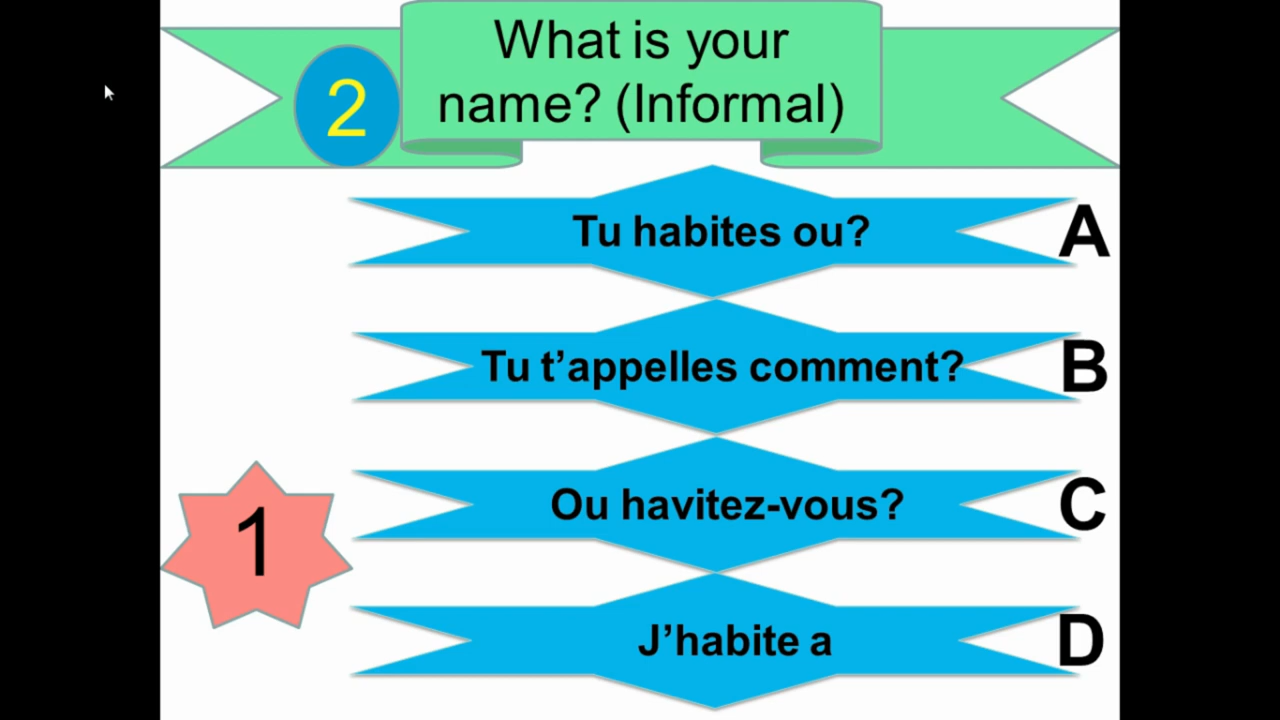 2
What is your
name? (Informal)
Tu habites ou?
A
Tu t’appelles comment?
B
Ou havitez-vous?
C
1
J’habite a
D